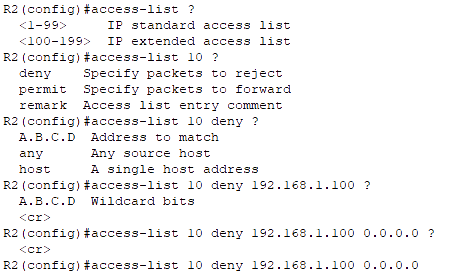 R2(config)#access-list ?
  <1-99>     IP standard access list
  <100-199>  IP extended access list
R2(config)#access-list 10 ?
  deny    Specify packets to reject
  permit  Specify packets to forward
  remark  Access list entry comment
R2(config)#access-list 10 deny ?
  A.B.C.D  Address to match
  any      Any source host
  host     A single host address
R2(config)#access-list 10 deny 192.168.1.100 ?
  A.B.C.D  Wildcard bits
  <cr>
R2(config)#access-list 10 deny 192.168.1.100 0.0.0.0 ?
  <cr>
R2(config)#access-list 10 deny 192.168.1.100 0.0.0.0